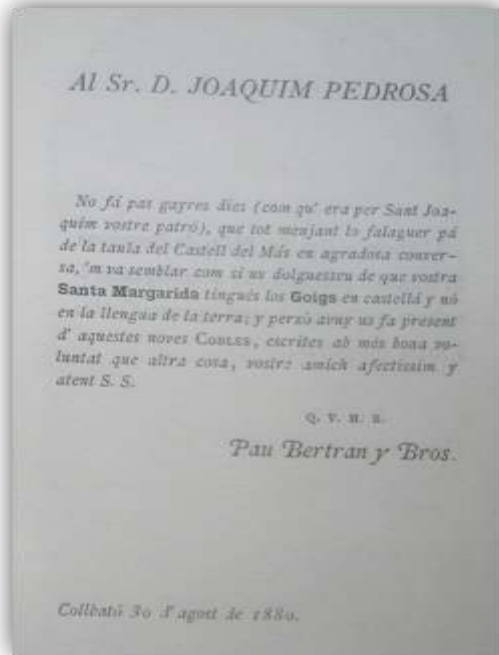 Al Sr. D. JOAQUIM PEDROSA
No fá pas gayres dies (com qu' era per Sant Joa-
quim vostre patró), que tot menjant lo falaguer pá
de la taula del Castell del Más en agradosa conver-
sa, 'm va semblar com si us dolguesseu de que vostra
Santa Margarida tingués los Goigs en castellá y nó
en la llengua de la terra; y perxò avuy us fa present
d' aquestes noves COBLES, escrites ab més bona vo-
luntat que altra cosa, vostre amich afectíssim y
atent S. S.
Q. V. M. B.
Pau Bertran y Bros.
Collbató 30 d' agost de 1880.